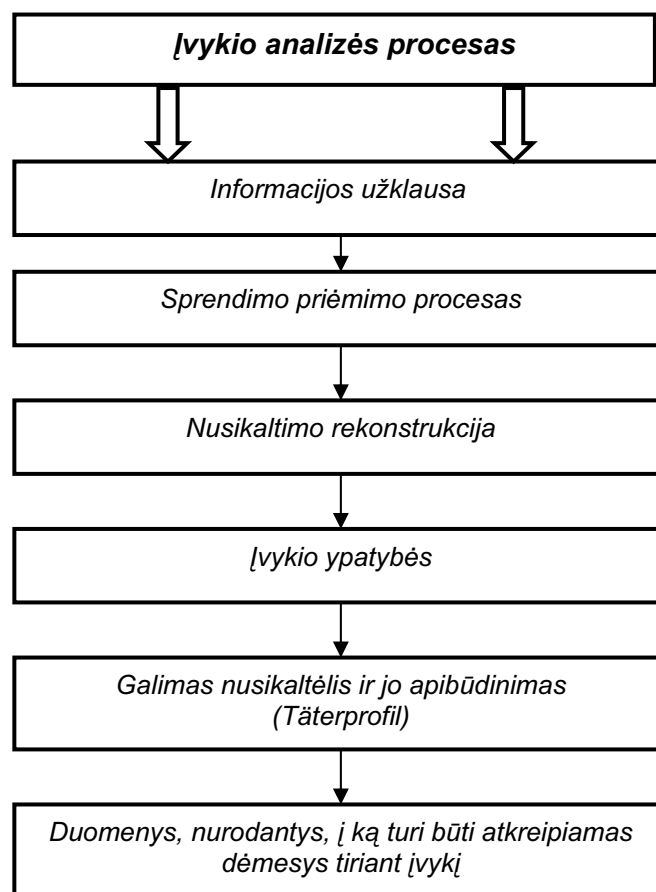 Įvykio analizės procesas
Informacijos užklausa
Sprendimo priėmimo procesas
Nusikaltimo rekonstrukcija
Įvykio ypatybės
Galimas nusikaltėlis ir jo apibūdinimas
(Täterprofil)
Duomenys, nurodantys, į ką turi būti atkreipiamas
dėmesys tiriant įvykį